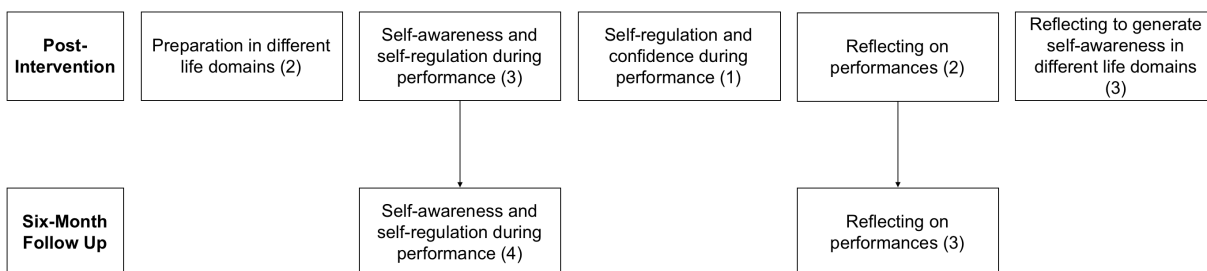 Post-
Intervention
Preparation in different
life domains (2)
Self-awareness and
self-regulation during
performance (3)
Self-regulation and
confidence during
performance (1)
Reflecting on
performances (2)
Reflecting to generate
self-awareness in
different life domains
(3)
Six-Month
Follow Up
Self-awareness and
self-regulation during
performance (4)
Reflecting on
performances (3)